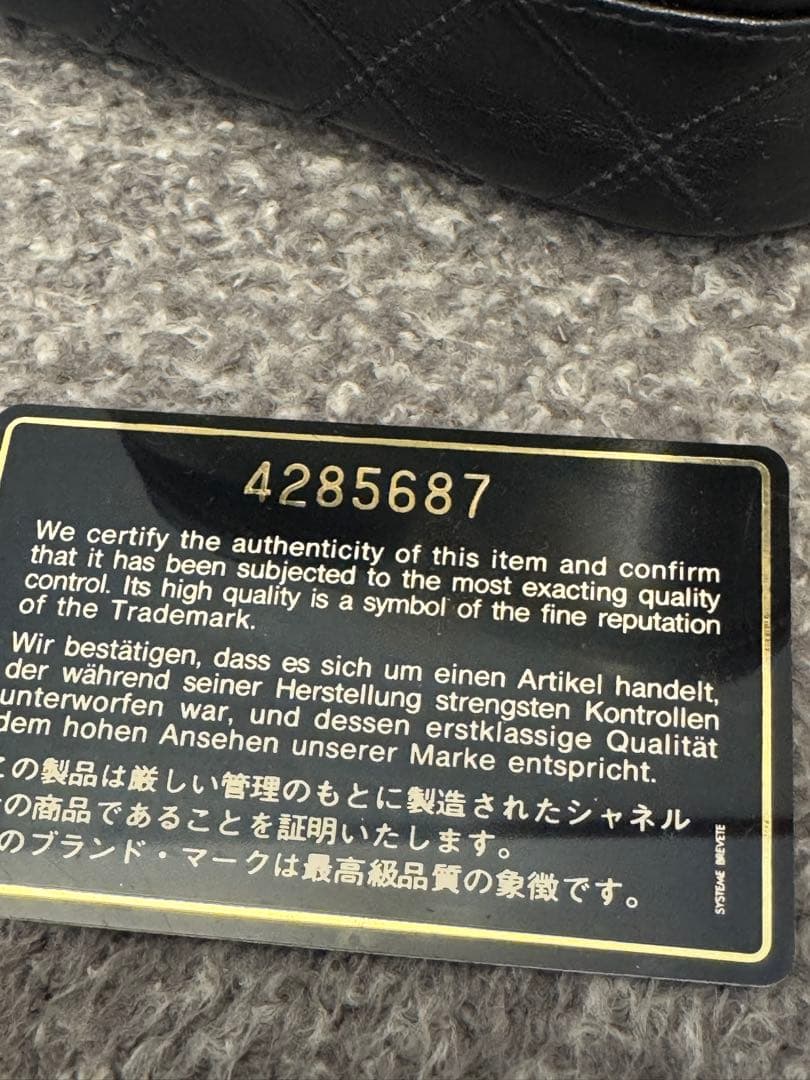 4285687
We certify the authenticity of this item and confirm
that it has been subjected to the most exacting quality
control. Its high quality is a symbol of the fine reputation
of the Trademark.
Wir bestätigen, dass es sich um einen Artikel handelt,
der während seiner Herstellung strengsten Kontrollen
unterworfen war, und dessen erstklassige Qualität
dem hohen Ansehen unserer Marke entspricht.
この製品は厳しい管理のもとに製造されたシャネル
の商品であることを証明いたします。
のブランド・マークは最高級品質の象徴です。
SYSTEME BREVETE